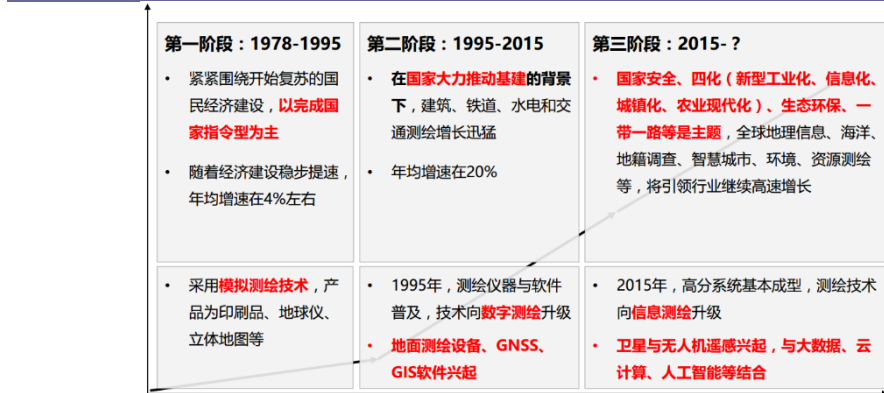 第一阶段：1978-1995
• 紧紧围绕开始复苏的国
民经济建设，以完成国
家指令型为主
• 随着经济建设稳步提速，
年均增速在4%左右
第二阶段：1995-2015
• 在国家大力推动基建的背景
下，建筑、铁道、水电和交
通测绘增长迅猛
• 年均增速在20%
第三阶段：2015-？
• 国家安全、四化（新型工业化、信息化、
城镇化、农业现代化）、生态环保、一
带一路等是主题，全球地理信息、海洋、
地籍调查、智慧城市、环境、资源测绘
等，将引领行业继续高速增长
• 采用模拟测绘技术，产
品为印刷品、地球仪、
立体地图等
• 1995年，测绘仪器与软件
普及，技术向数字测绘升级
• 地面测绘设备、GNSS、
GIS软件兴起
• 2015年，高分系统基本成型，测绘技术
向信息测绘升级
• 卫星与无人机遥感兴起，与大数据、云
计算、人工智能等结合